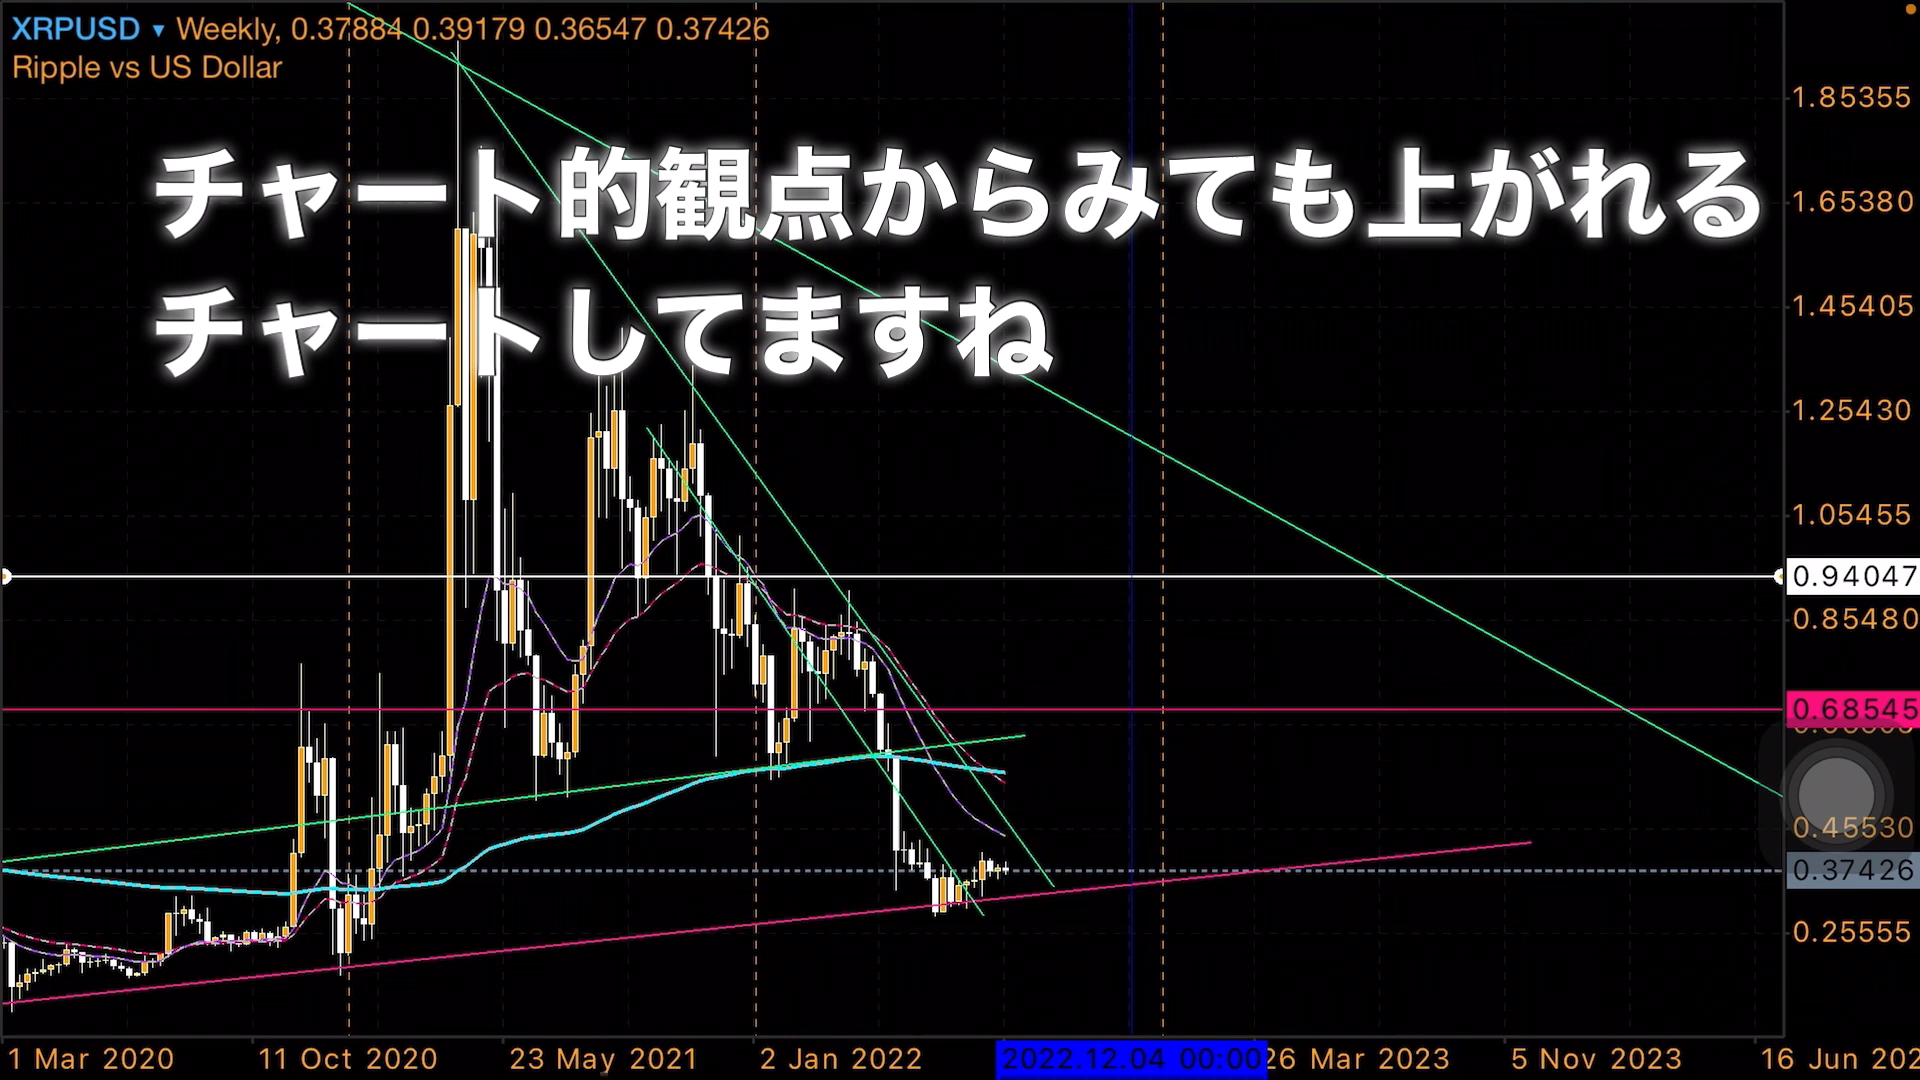 XRPUSD ▾ Weekly, 0.37884 0.39179 0.36547 0.37426
Ripple vs US Dollar
チャート的観点からみても上がれる
チャートしてますね
1.85355
1.65380
1.45405
1.25430
1.05455
0.94047
0.85480
0.68545
0.45530
0.37426
0.25555
1 Mar 2020
11 Oct 2020
23 May 2021
2 Jan 2022
2022.12.04 00:00
26 Mar 2023
5 Nov 2023
16 Jun 202